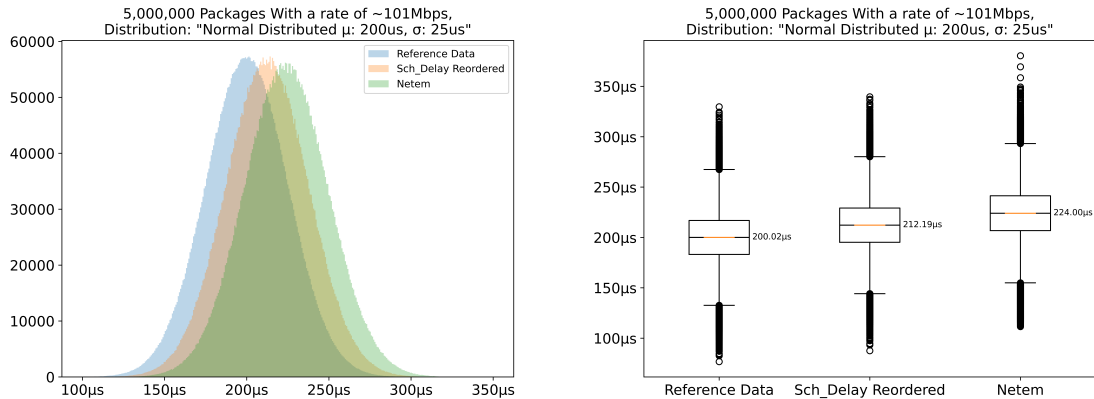 5,000,000 Packages With a rate of ~101Mbps,
Distribution: "Normal Distributed μ: 200us, σ: 25us"
60000
50000
40000
30000
20000
10000
0
100μs
150μs
200μs
250μs
300μs
350μs
Reference Data
Sch_Delay Reordered
Netem
5,000,000 Packages With a rate of ~101Mbps,
Distribution: "Normal Distributed μ: 200us, σ: 25us"
350μs
300μs
250μs
200μs
150μs
100μs
200.02μs
212.19μs
224.00μs
Reference Data
Sch_Delay Reordered
Netem